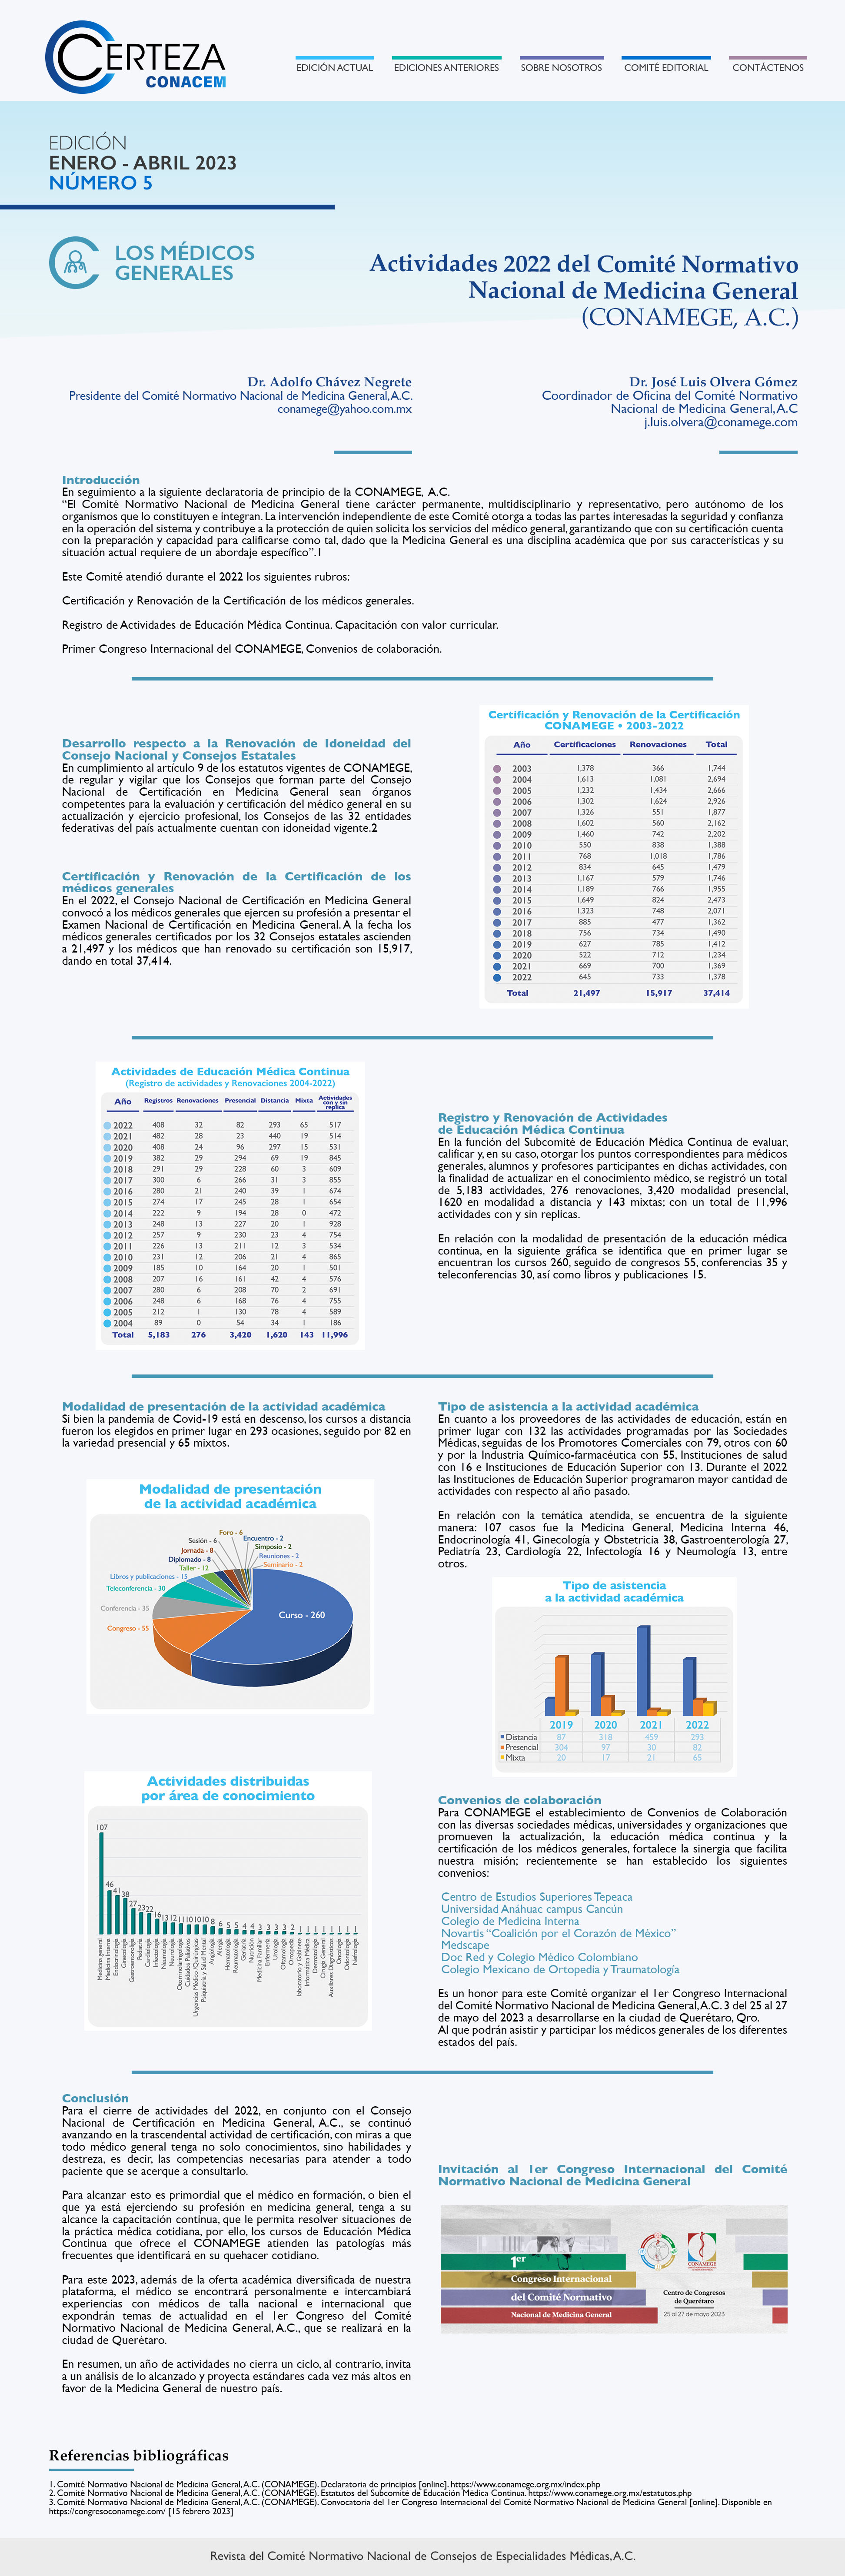 CERTEZA
CONACEM
EDICIÓN ACTUAL
EDICIONES ANTERIORES
SOBRE NOSOTROS
COMITÉ EDITORIAL
CONTÁCTENOS
EDICIÓN
ENERO - ABRIL 2023
NÚMERO 5
LOS MÉDICOS
GENERALES
Actividades 2022 del Comité Normativo
Nacional de Medicina General
(CONAMEGE, A.C.)
Dr. Adolfo Chávez Negrete
Presidente del Comité Normativo Nacional de Medicina General, A.C.
conamege@yahoo.com.mx
Dr. José Luis Olvera Gómez
Coordinador de Oficina del Comité Normativo
Nacional de Medicina General, A.C
j.luis.olvera@conamege.com
Introducción
En seguimiento a la siguiente declaratoria de principio de la CONAMEGE, A.C.
“El Comité Normativo Nacional de Medicina General tiene carácter permanente, multidisciplinario y representativo, pero autónomo de los
organismos que lo constituyen e integran. La intervención independiente de este Comité otorga a todas las partes interesadas la seguridad y confianza
en la operación del sistema y contribuye a la protección de quien solicita los servicios del médico general, garantizando que con su certificación cuenta
con la preparación y capacidad para calificarse como tal, dado que la Medicina General es una disciplina académica que por sus características y su
situación actual requiere de un abordaje específico”.1
Este Comité atendió durante el 2022 los siguientes rubros:
Certificación y Renovación de la Certificación de los médicos generales.
Registro de Actividades de Educación Médica Continua. Capacitación con valor curricular.
Primer Congreso Internacional del CONAMEGE, Convenios de colaboración.
Desarrollo respecto a la Renovación de Idoneidad del
Consejo Nacional y Consejos Estatales
En cumplimiento al artículo 9 de los estatutos vigentes de CONAMEGE,
de regular y vigilar que los Consejos que forman parte del Consejo
Nacional de Certificación en Medicina General sean órganos
competentes para la evaluación y certificación del médico general en su
actualización y ejercicio profesional, los Consejos de las 32 entidades
federativas del país actualmente cuentan con idoneidad vigente.2
Certificación y Renovación de la Certificación de los
médicos generales
En el 2022, el Consejo Nacional de Certificación en Medicina General
convocó a los médicos generales que ejercen su profesión a presentar el
Examen Nacional de Certificación en Medicina General. A la fecha los
médicos generales certificados por los 32 Consejos estatales ascienden
a 21,497 y los médicos que han renovado su certificación son 15,917,
dando en total 37,414.
Certificación y Renovación de la Certificación
CONAMEGE • 2003-2022
Año Certificaciones Renovaciones Total
2003 1,378 366 1,744
2004 1,613 1,081 2,694
2005 1,232 1,434 2,666
2006 1,302 1,624 2,926
2007 1,326 551 1,877
2008 1,602 560 2,162
2009 1,460 742 2,202
2010 550 838 1,388
2011 768 1,018 1,786
2012 834 645 1,479
2013 1,167 579 1,746
2014 1,189 766 1,955
2015 1,649 824 2,473
2016 1,323 748 2,071
2017 885 477 1,362
2018 756 734 1,490
2019 627 785 1,412
2020 522 712 1,234
2021 669 700 1,369
2022 645 733 1,378
Total 21,497 15,917 37,414
Actividades de Educación Médica Continua
(Registro de actividades y Renovaciones 2004-2022)
Año Registros Renovaciones Presencial Distancia Mixta Actividades con y sin replica
2022 408 32 82 293 65 517
2021 482 28 23 440 19 514
2020 408 24 96 297 15 531
2019 382 29 294 69 19 845
2018 291 29 228 60 3 609
2017 300 6 266 31 3 855
2016 280 21 240 39 1 674
2015 274 17 245 28 1 654
2014 222 9 194 28 0 472
2013 248 13 227 20 1 928
2012 257 9 230 23 4 754
2011 226 13 211 12 3 534
2010 231 12 206 21 4 865
2009 185 10 164 20 1 501
2008 207 16 161 42 4 576
2007 280 6 208 70 2 691
2006 248 6 168 76 4 755
2005 212 1 130 78 4 589
2004 89 0 54 34 1 186
Total 5,183 276 3,420 1,620 143 11,996
Registro y Renovación de Actividades
de Educación Médica Continua
En la función del Subcomité de Educación Médica Continua de evaluar,
calificar y, en su caso, otorgar los puntos correspondientes para médicos
generales, alumnos y profesores participantes en dichas actividades, con
la finalidad de actualizar en el conocimiento médico, se registró un total
de 5,183 actividades, 276 renovaciones, 3,420 modalidad presencial,
1620 en modalidad a distancia y 143 mixtas; con un total de 11,996
actividades con y sin replicas.
En relación con la modalidad de presentación de la educación médica
continua, en la siguiente gráfica se identifica que en primer lugar se
encuentran los cursos 260, seguido de congresos 55, conferencias 35 y
teleconferencias 30, así como libros y publicaciones 15.
Modalidad de presentación de la actividad académica
Si bien la pandemia de Covid-19 está en descenso, los cursos a distancia
fueron los elegidos en primer lugar en 293 ocasiones, seguido por 82 en
la variedad presencial y 65 mixtos.
Modalidad de presentación
de la actividad académica
Foro - 6
Sesión - 6
Encuentro - 2
Simposio - 2
Jornada - 8
Reuniones - 2
Diplomado - 8
Seminario - 2
Taller - 12
Libros y publicaciones - 15
Teleconferencia - 30
Conferencia - 35
Curso - 260
Congreso - 55
Actividades distribuidas
por área de conocimiento
107 46 41 38 27 23 22 16 13 12 11 10 10 10 8 6 5 5 4 4 3 3 3 3 2 1 1 1 1 1 1 1 1
Medicina general
Medicina Interna
Endocrinología
Ginecología
Gastroenterología
Pediatría
Cardiología
Infectología
Neumología
Neurología
Otorrinolaringología
Cuidados Paliativos
Urgencias Médico Quirúrgicas
Psiquiatría y Salud Mental
Angiología
Alergia
Hematología
Reumatología
Geriatría
Nutrición
Medicina Familiar
Enfermería
Urología
Oftamología
Ortopedia
laboratorio y Gabinete
Informática Médica
Dermatología
Cirugía General
Auxiliares Diagnósticos
Oncología
Odontología
Nafrología
Tipo de asistencia a la actividad académica
En cuanto a los proveedores de las actividades de educación, están en
primer lugar con 132 las actividades programadas por las Sociedades
Médicas, seguidas de los Promotores Comerciales con 79, otros con 60
y por la Industria Químico-farmacéutica con 55, Instituciones de salud
con 16 e Instituciones de Educación Superior con 13. Durante el 2022
las Instituciones de Educación Superior programaron mayor cantidad de
actividades con respecto al año pasado.
En relación con la temática atendida, se encuentra de la siguiente
manera: 107 casos fue la Medicina General, Medicina Interna 46,
Endocrinología 41, Ginecología y Obstetricia 38, Gastroenterología 27,
Pediatría 23, Cardiología 22, Infectología 16 y Neumología 13, entre
otros.
Tipo de asistencia
a la actividad académica
2019 2020 2021 2022
Distancia 87 318 459 293
Presencial 304 97 30 82
Mixta 20 17 21 65
Convenios de colaboración
Para CONAMEGE el establecimiento de Convenios de Colaboración
con las diversas sociedades médicas, universidades y organizaciones que
promueven la actualización, la educación médica continua y la
certificación de los médicos generales, fortalece la sinergia que facilita
nuestra misión; recientemente se han establecido los siguientes
convenios:
Centro de Estudios Superiores Tepeaca
Universidad Anáhuac campus Cancún
Colegio de Medicina Interna
Novartis “Coalición por el Corazón de México”
Medscape
Doc Red y Colegio Médico Colombiano
Colegio Mexicano de Ortopedia y Traumatología
Es un honor para este Comité organizar el 1er Congreso Internacional
del Comité Normativo Nacional de Medicina General, A.C. 3 del 25 al 27
de mayo del 2023 a desarrollarse en la ciudad de Querétaro, Qro.
Al que podrán asistir y participar los médicos generales de los diferentes
estados del país.
Conclusión
Para el cierre de actividades del 2022, en conjunto con el Consejo
Nacional de Certificación en Medicina General, A.C., se continuó
avanzando en la trascendental actividad de certificación, con miras a que
todo médico general tenga no solo conocimientos, sino habilidades y
destreza, es decir, las competencias necesarias para atender a todo
paciente que se acerque a consultarlo.
Para alcanzar esto es primordial que el médico en formación, o bien el
que ya está ejerciendo su profesión en medicina general, tenga a su
alcance la capacitación continua, que le permita resolver situaciones de
la práctica médica cotidiana, por ello, los cursos de Educación Médica
Continua que ofrece el CONAMEGE atienden las patologías más
frecuentes que identificará en su quehacer cotidiano.
Para este 2023, además de la oferta académica diversificada de nuestra
plataforma, el médico se encontrará personalmente e intercambiará
experiencias con médicos de talla nacional e internacional que
expondrán temas de actualidad en el 1er Congreso del Comité
Normativo Nacional de Medicina General, A.C., que se realizará en la
ciudad de Querétaro.
En resumen, un año de actividades no cierra un ciclo, al contrario, invita
a un análisis de lo alcanzado y proyecta estándares cada vez más altos en
favor de la Medicina General de nuestro país.
Invitación al 1er Congreso Internacional del Comité
Normativo Nacional de Medicina General
1er
Congreso Internacional
del Comité Normativo
Nacional de Medicina General
CONAMEGE
Centro de Congresos
de Querétaro
25 al 27 de mayo 2023
Referencias bibliográficas
1. Comité Normativo Nacional de Medicina General, A.C. (CONAMEGE). Declaratoria de principios [online]. https://www.conamege.org.mx/index.php
2. Comité Normativo Nacional de Medicina General, A.C. (CONAMEGE). Estatutos del Subcomité de Educación Médica Continua. https://www.conamege.org.mx/estatutos.php
3. Comité Normativo Nacional de Medicina General, A.C. (CONAMEGE). Convocatoria del 1er Congreso Internacional del Comité Normativo Nacional de Medicina General [online]. Disponible en
https://congresoconamege.com/ [15 febrero 2023]
Revista del Comité Normativo Nacional de Consejos de Especialidades Médicas, A.C.